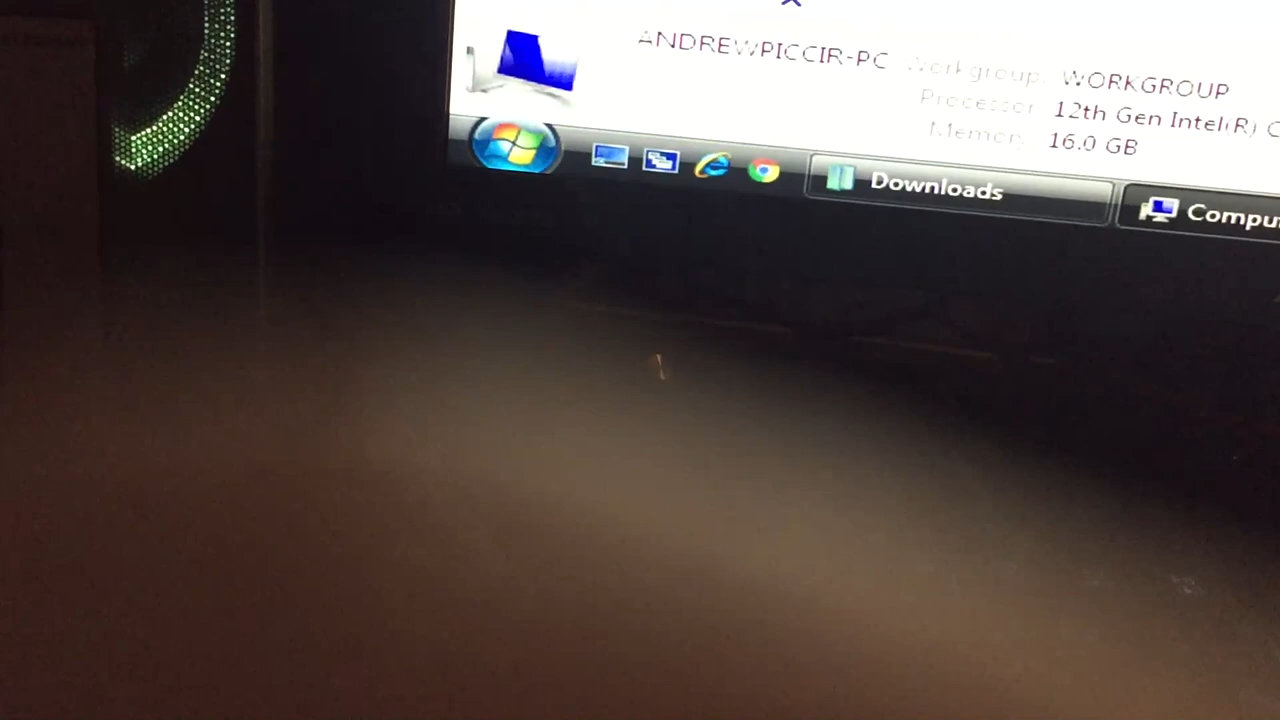 ANDREWPICCIR-PC Workgroup: WORKGROUP
Processor: 12th Gen Intel(R) C
Memory: 16.0 GB
Downloads
Compu